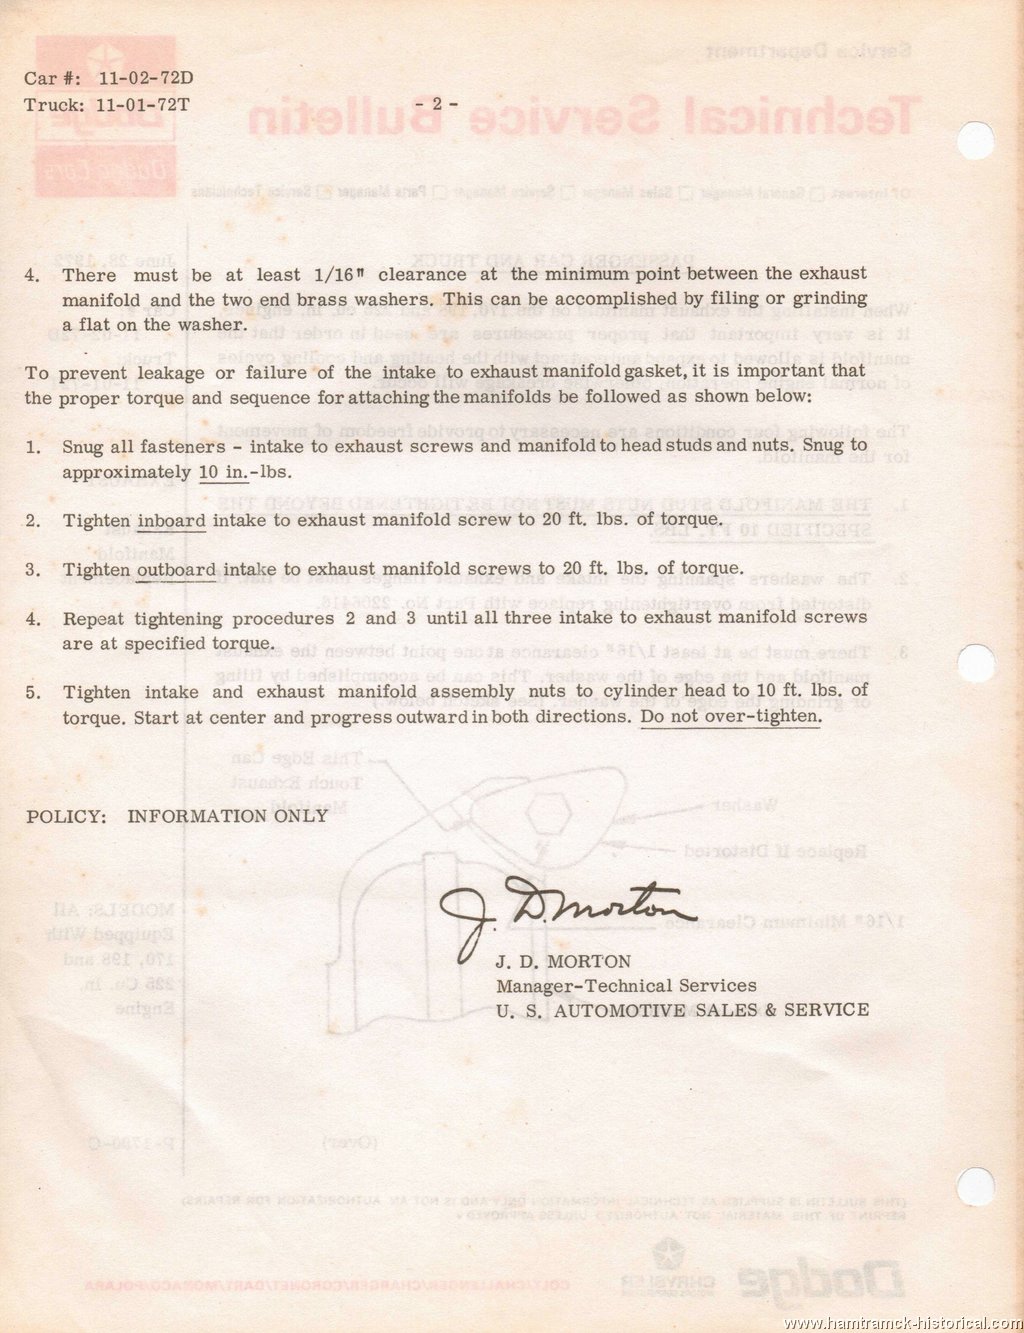 Car #: 11-02-72D
Truck: 11-01-72T
- 2 -
4. There must be at least 1/16" clearance at the minimum point between the exhaust
manifold and the two end brass washers. This can be accomplished by filing or grinding
a flat on the washer.
To prevent leakage or failure of the intake to exhaust manifold gasket, it is important that
the proper torque and sequence for attaching the manifolds be followed as shown below:
1. Snug all fasteners - intake to exhaust screws and manifold to head studs and nuts. Snug to
approximately 10 in.-lbs.
2. Tighten inboard intake to exhaust manifold screw to 20 ft. lbs. of torque.
3. Tighten outboard intake to exhaust manifold screws to 20 ft. lbs. of torque.
4. Repeat tightening procedures 2 and 3 until all three intake to exhaust manifold screws
are at specified torque.
5. Tighten intake and exhaust manifold assembly nuts to cylinder head to 10 ft. lbs. of
torque. Start at center and progress outward in both directions. Do not over-tighten.
POLICY: INFORMATION ONLY
J. D. Morton
J. D. MORTON
Manager-Technical Services
U. S. AUTOMOTIVE SALES & SERVICE
www.hamtramck-historical.com